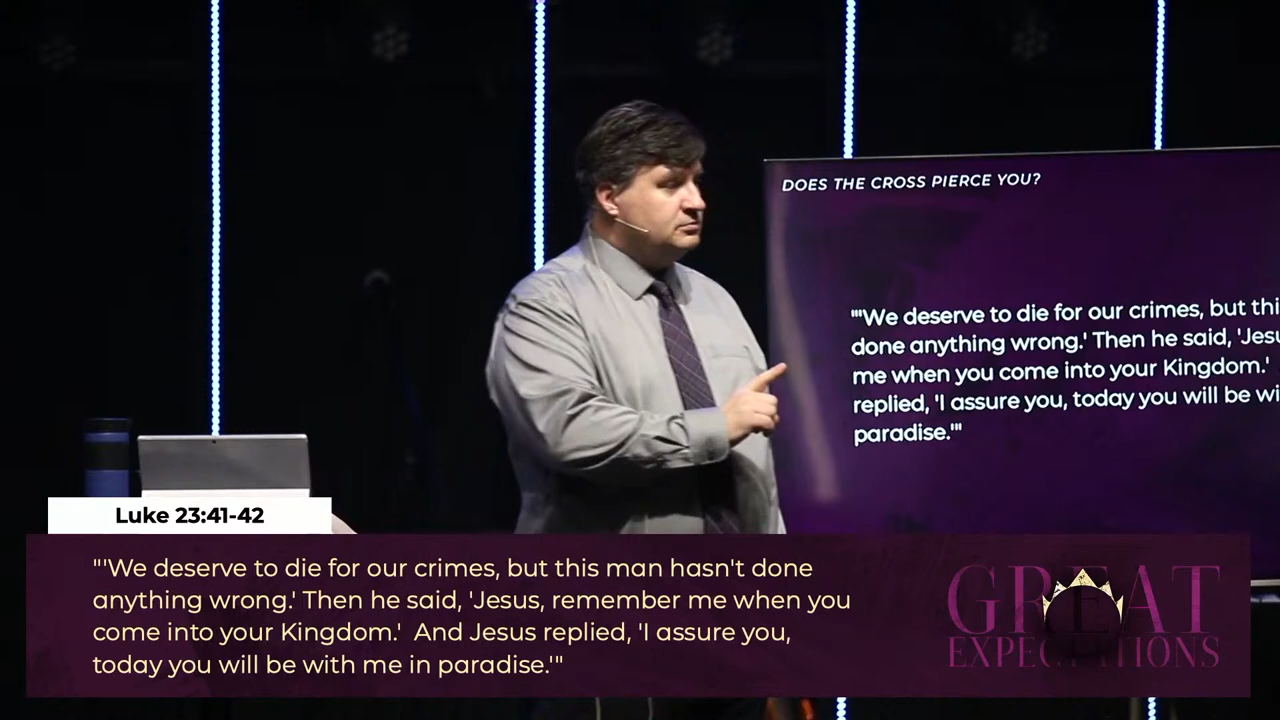 DOES THE CROSS PIERCE YOU?
"'We deserve to die for our crimes, but thi
done anything wrong.' Then he said, 'Jesu
me when you come into your Kingdom.'
replied, 'I assure you, today you will be wi
paradise.'"
Luke 23:41-42
"'We deserve to die for our crimes, but this man hasn't done
anything wrong.' Then he said, 'Jesus, remember me when you
come into your Kingdom.'  And Jesus replied, 'I assure you,
today you will be with me in paradise.'"
GREAT
EXPECTATIONS